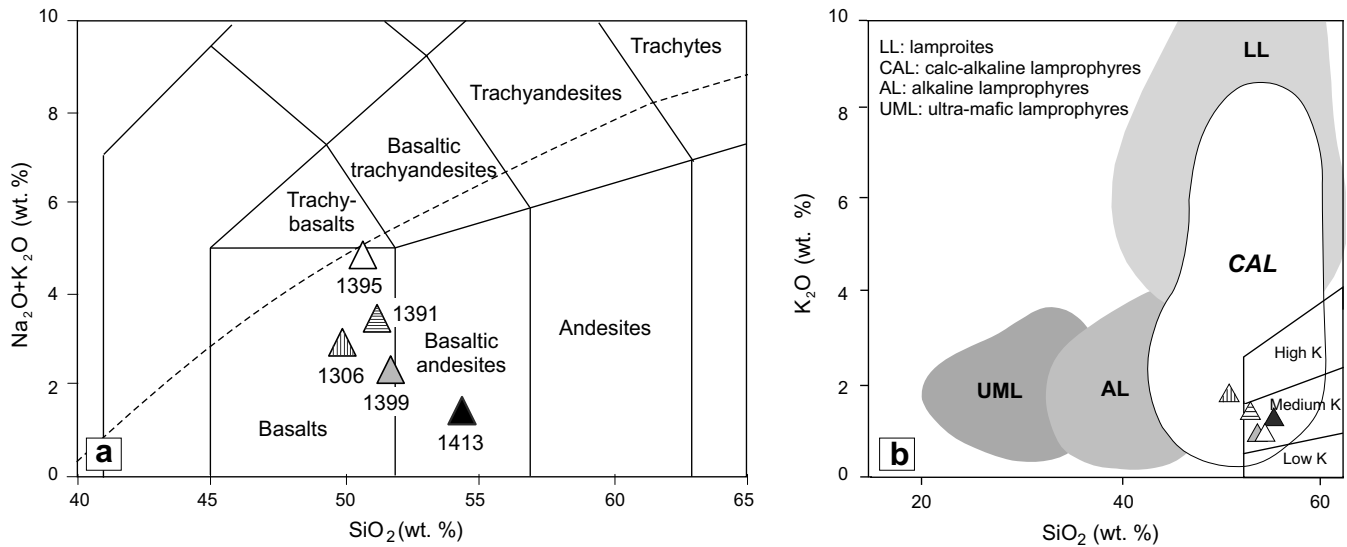 10
8
6
4
2
0
Na2O+K2O (wt. %)
Trachytes
Trachyandesites
Basaltic
trachyandesites
Trachy-
basalts
1395
1391
1306
1399
1413
Basaltic
andesites
Andesites
Basalts
a
40
45
50
55
60
65
SiO2 (wt. %)
10
8
6
4
2
0
K2O (wt. %)
LL: lamproites
CAL: calc-alkaline lamprophyres
AL: alkaline lamprophyres
UML: ultra-mafic lamprophyres
LL
CAL
UML
AL
High K
Medium K
Low K
b
20
40
60
SiO2 (wt. %)